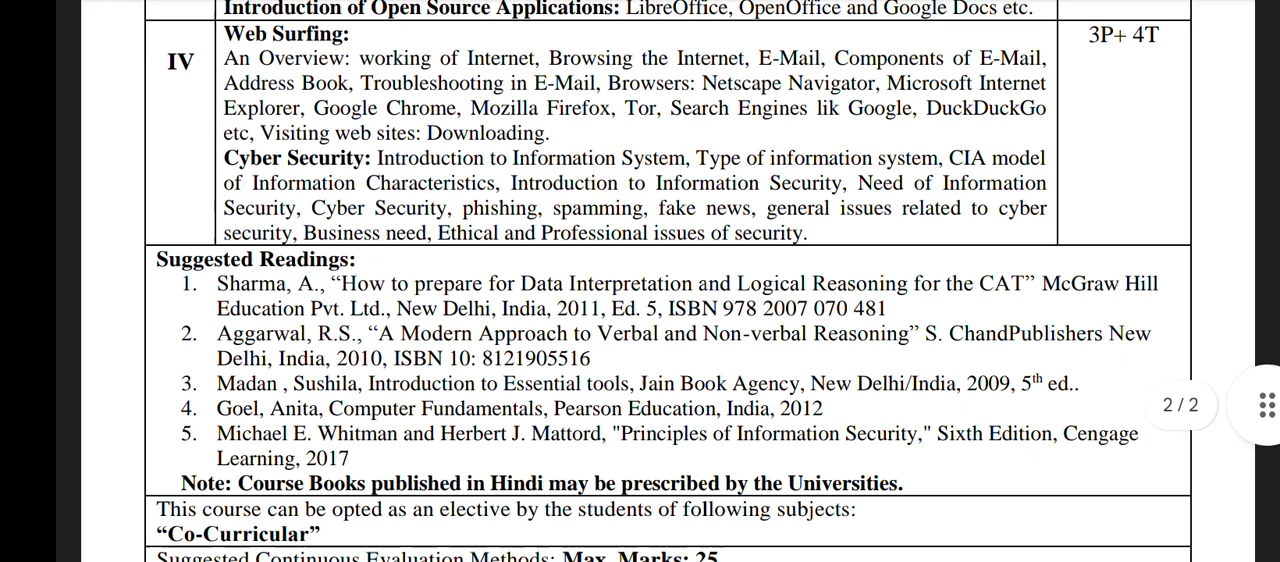 Introduction of Open Source Applications: LibreOffice, OpenOffice and Google Docs etc.
IV
Web Surfing:
3P+ 4T
An Overview: working of Internet, Browsing the Internet, E-Mail, Components of E-Mail,
Address Book, Troubleshooting in E-Mail, Browsers: Netscape Navigator, Microsoft Internet
Explorer, Google Chrome, Mozilla Firefox, Tor, Search Engines lik Google, DuckDuckGo
etc, Visiting web sites: Downloading.
Cyber Security: Introduction to Information System, Type of information system, CIA model
of Information Characteristics, Introduction to Information Security, Need of Information
Security, Cyber Security, phishing, spamming, fake news, general issues related to cyber
security, Business need, Ethical and Professional issues of security.
Suggested Readings:
1. Sharma, A., “How to prepare for Data Interpretation and Logical Reasoning for the CAT” McGraw Hill
Education Pvt. Ltd., New Delhi, India, 2011, Ed. 5, ISBN 978 2007 070 481
2. Aggarwal, R.S., “A Modern Approach to Verbal and Non-verbal Reasoning” S. ChandPublishers New
Delhi, India, 2010, ISBN 10: 8121905516
3. Madan , Sushila, Introduction to Essential tools, Jain Book Agency, New Delhi/India, 2009, 5th ed..
4. Goel, Anita, Computer Fundamentals, Pearson Education, India, 2012
5. Michael E. Whitman and Herbert J. Mattord, "Principles of Information Security," Sixth Edition, Cengage
Learning, 2017
Note: Course Books published in Hindi may be prescribed by the Universities.
This course can be opted as an elective by the students of following subjects:
“Co-Curricular”
Suggested Continuous Evaluation Methods: Max. Marks: 25
2 / 2